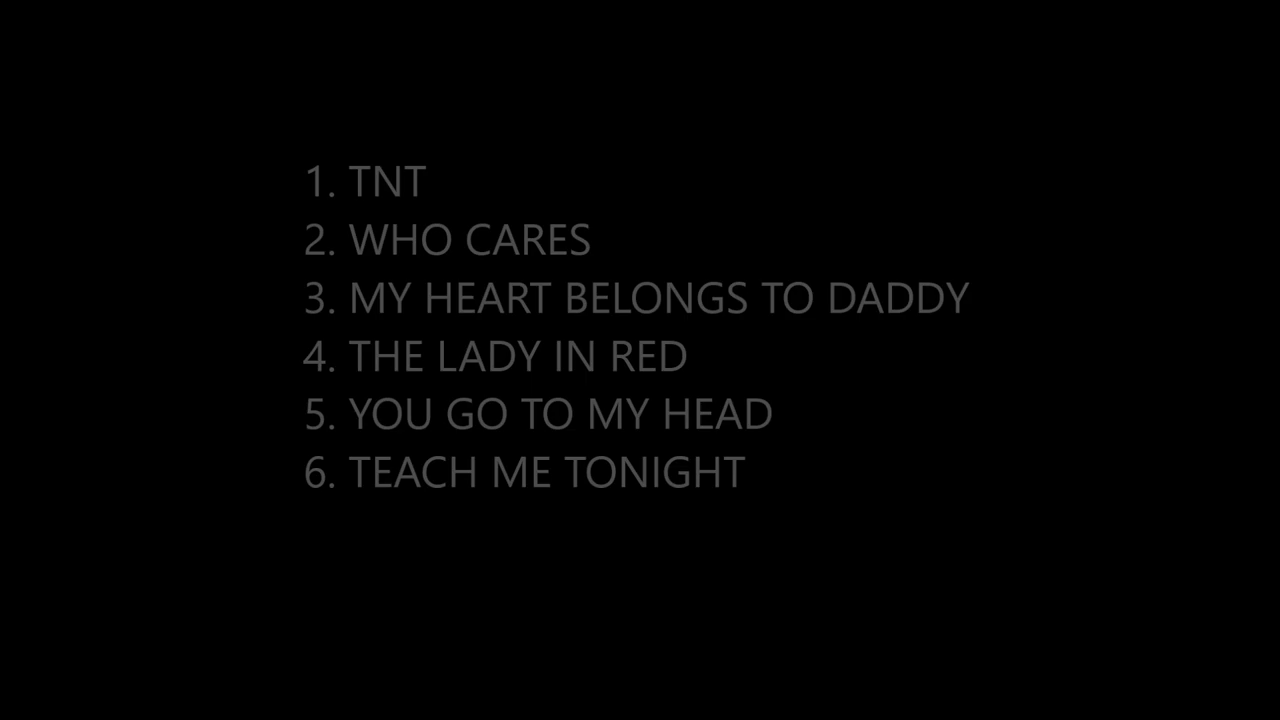 1. TNT
2. WHO CARES
3. MY HEART BELONGS TO DADDY
4. THE LADY IN RED
5. YOU GO TO MY HEAD
6. TEACH ME TONIGHT